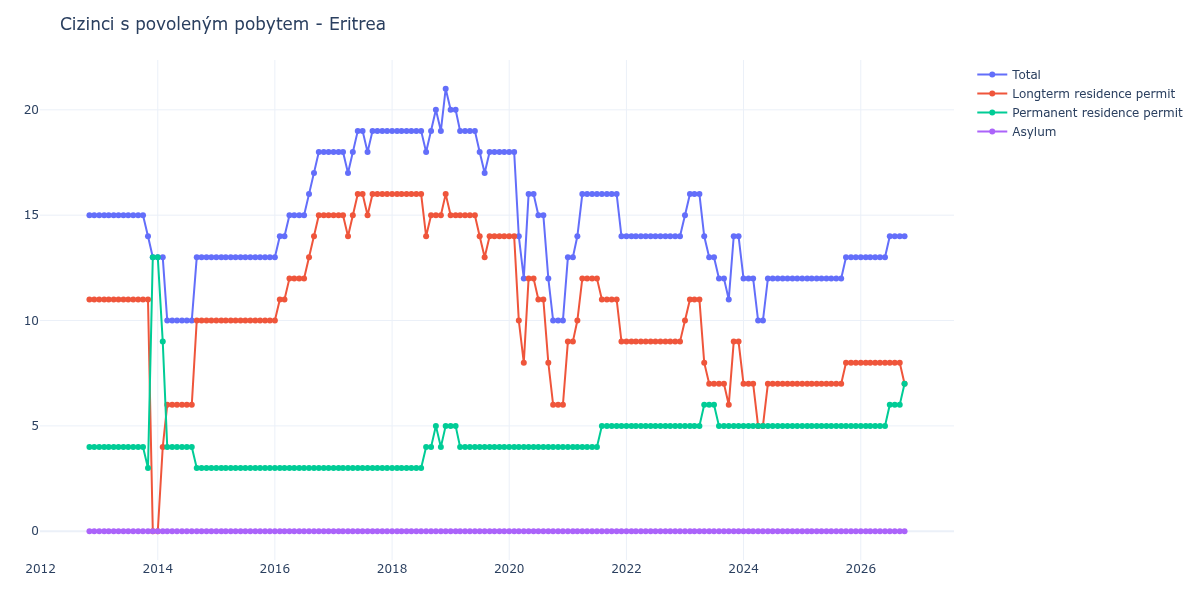 Cizinci s povoleným pobytem - Eritrea
Total
Longterm residence permit
Permanent residence permit
Asylum
20
15
10
5
0
2012
2014
2016
2018
2020
2022
2024
2026